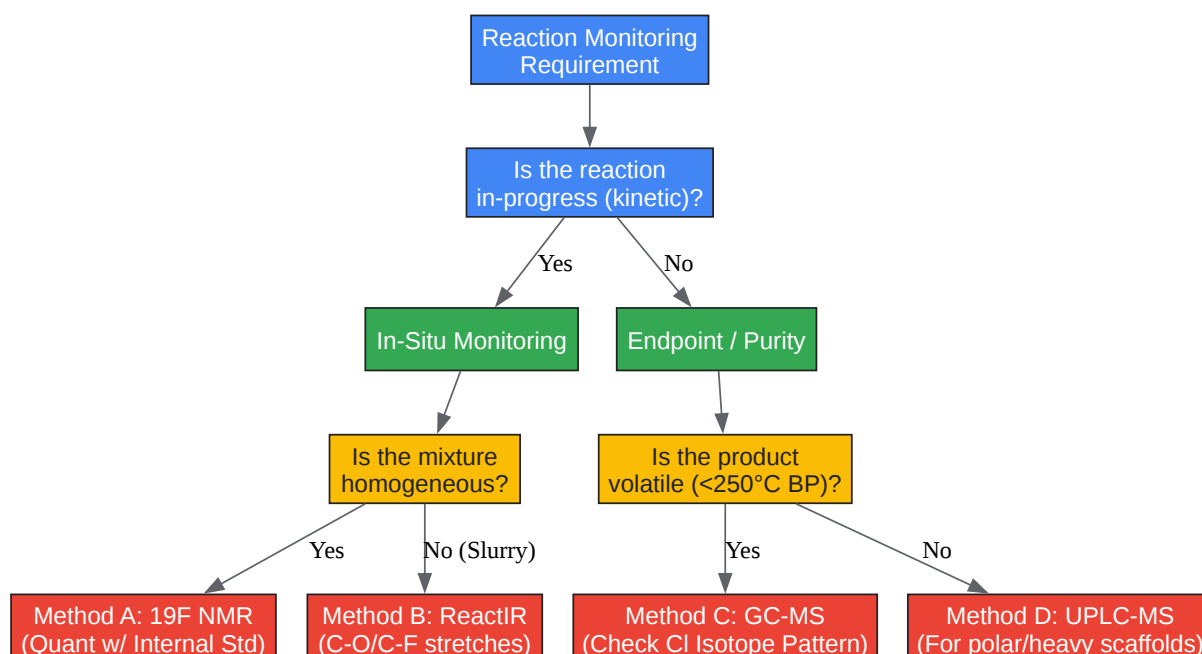 Reaction Monitoring
Requirement
Is the reaction
in-progress (kinetic)?
Yes
No
In-Situ Monitoring
Endpoint / Purity
Is the mixture
homogeneous?
Is the product
volatile (<250°C BP)?
Yes
No (Slurry)
Yes
No
Method A: 19F NMR
(Quant w/ Internal Std)
Method B: ReactIR
(C-O/C-F stretches)
Method C: GC-MS
(Check Cl Isotope Pattern)
Method D: UPLC-MS
(For polar/heavy scaffolds)